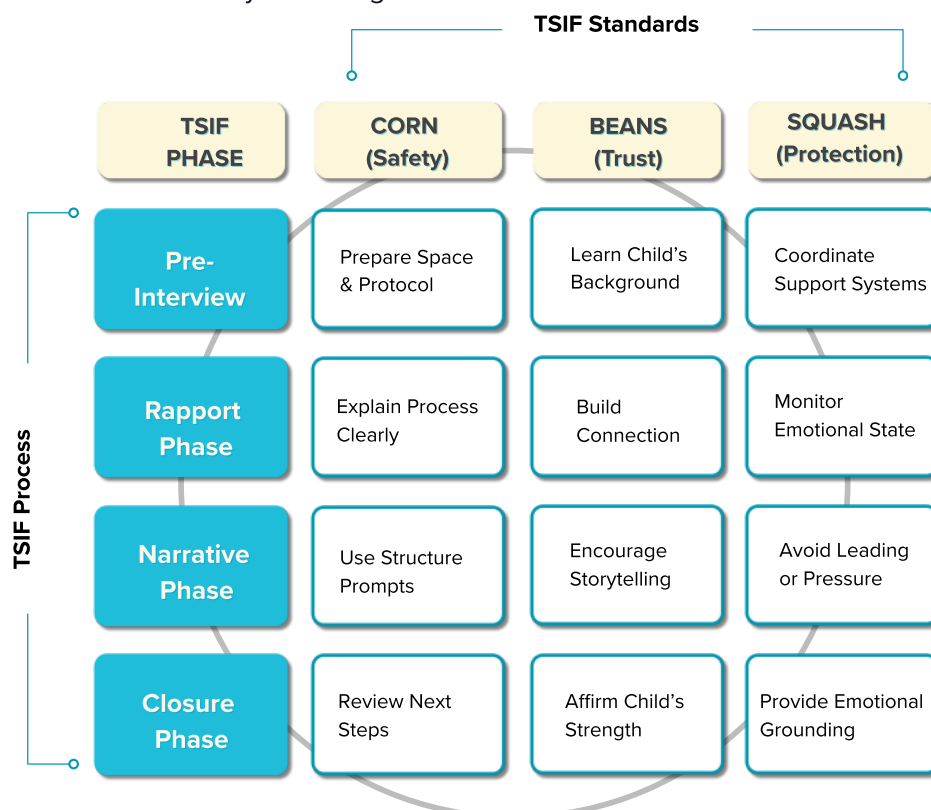 TSIF Standards
TSIF
PHASE
CORN
(Safety)
BEANS
(Trust)
SQUASH
(Protection)
TSIF Process
Pre-
Interview
Prepare Space
& Protocol
Learn Child's
Background
Coordinate
Support Systems
Rapport
Phase
Explain Process
Clearly
Build
Connection
Monitor
Emotional State
Narrative
Phase
Use Structure
Prompts
Encourage
Storytelling
Avoid Leading
or Pressure
Closure
Phase
Review Next
Steps
Affirm Child's
Strength
Provide Emotional
Grounding